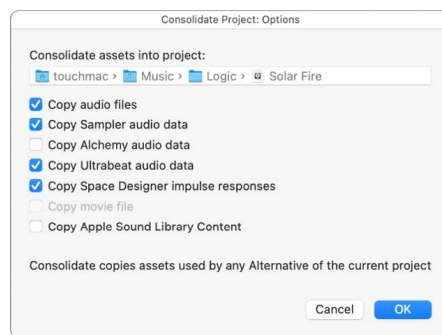 Consolidate Project: Options
Consolidate assets into project:
touchmac › Music › Logic › Solar Fire
Copy audio files
Copy Sampler audio data
Copy Alchemy audio data
Copy Ultrabeat audio data
Copy Space Designer impulse responses
Copy movie file
Copy Apple Sound Library Content
Consolidate copies assets used by any Alternative of the current project
Cancel OK